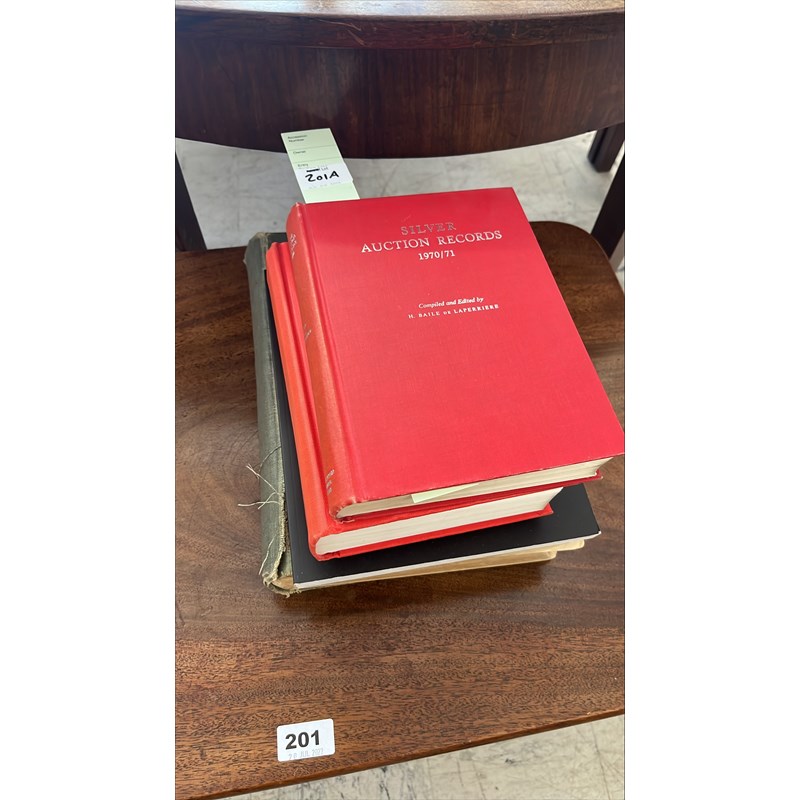 201A
SILVER
AUCTION RECORDS
1970/71
Compiled and Edited by
H. BAILE DE LAPERRIERE
201